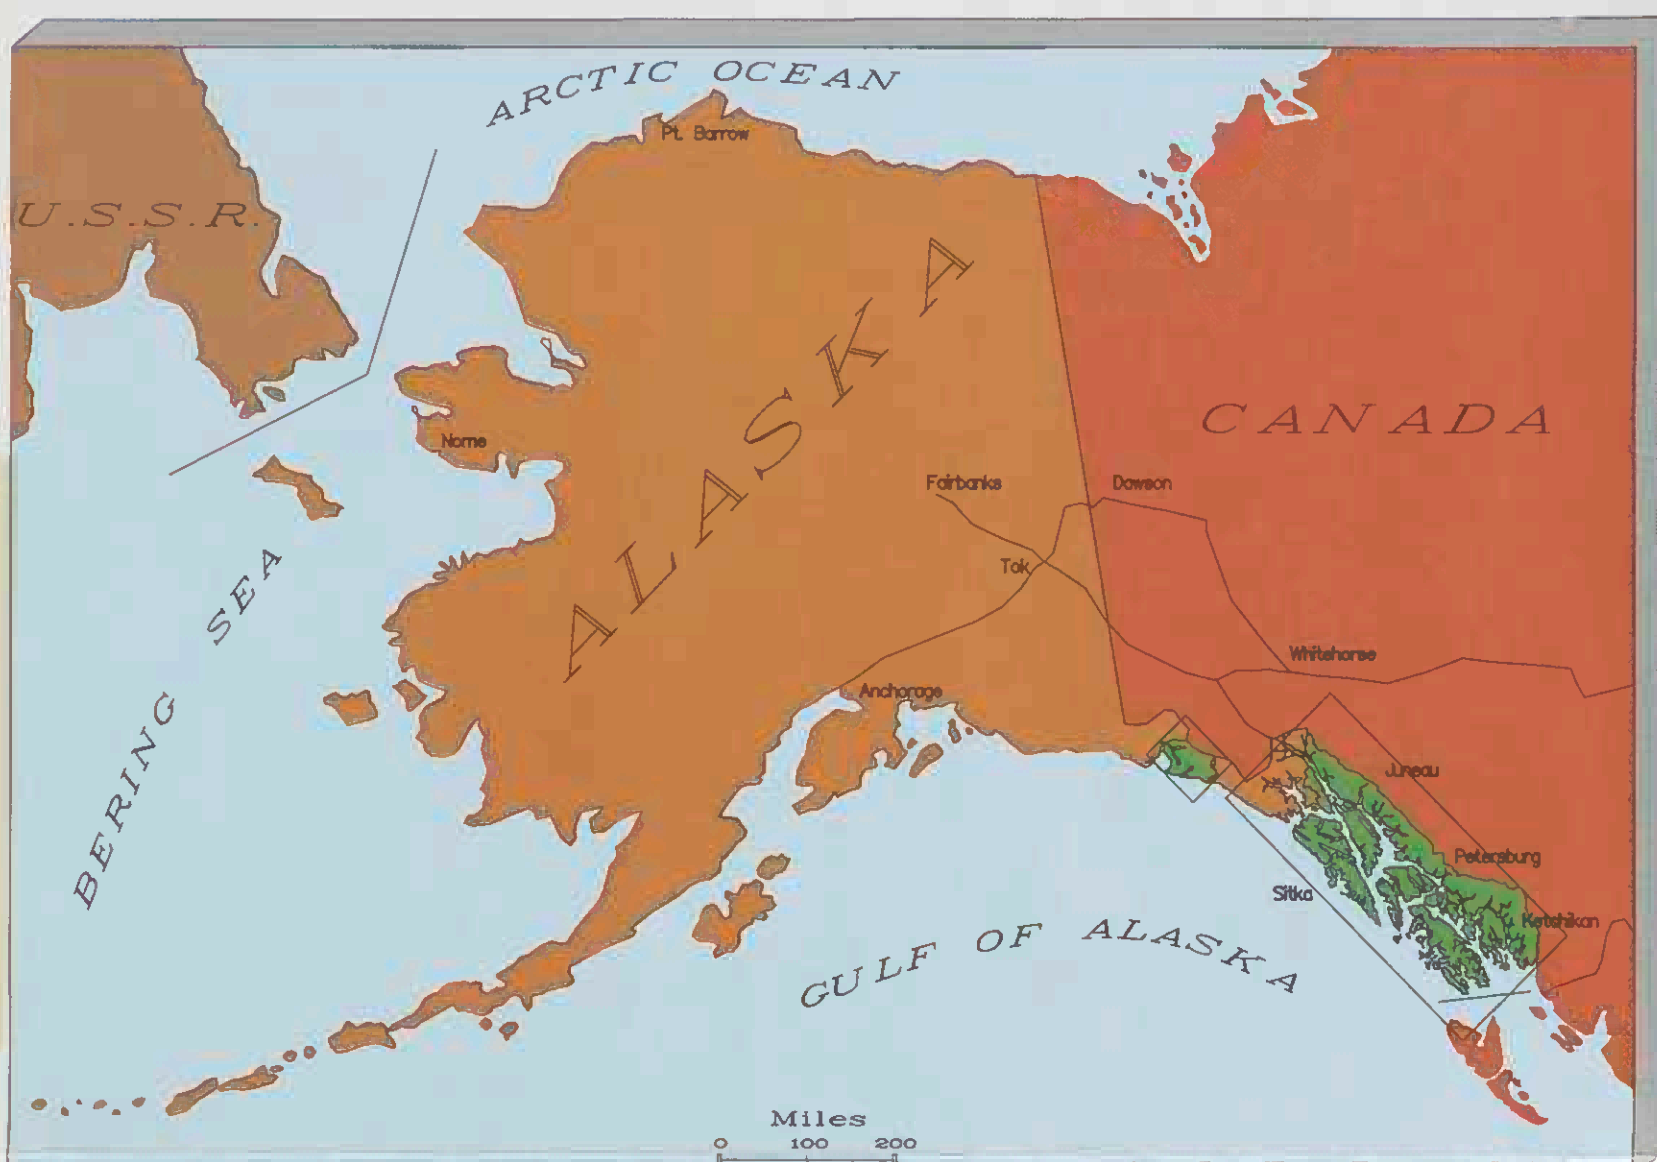 ARCTIC OCEAN
Pt. Barrow
U.S.S.R.
ALASKA
CANADA
Nome
Fairbanks
Dawson
Tok
BERING SEA
Whitehorse
Anchorage
Juneau
Petersburg
Sitka
Ketchikan
GULF OF ALASKA
Miles
0 100 200